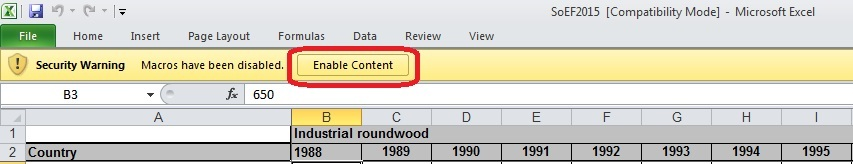 SoEF2015 [Compatibility Mode] - Microsoft Excel
File Home Insert Page Layout Formulas Data Review View
Security Warning Macros have been disabled. Enable Content
B3 fx 650
A B C D E F G H I
1 Industrial roundwood
2 Country 1988 1989 1990 1991 1992 1993 1994 1995